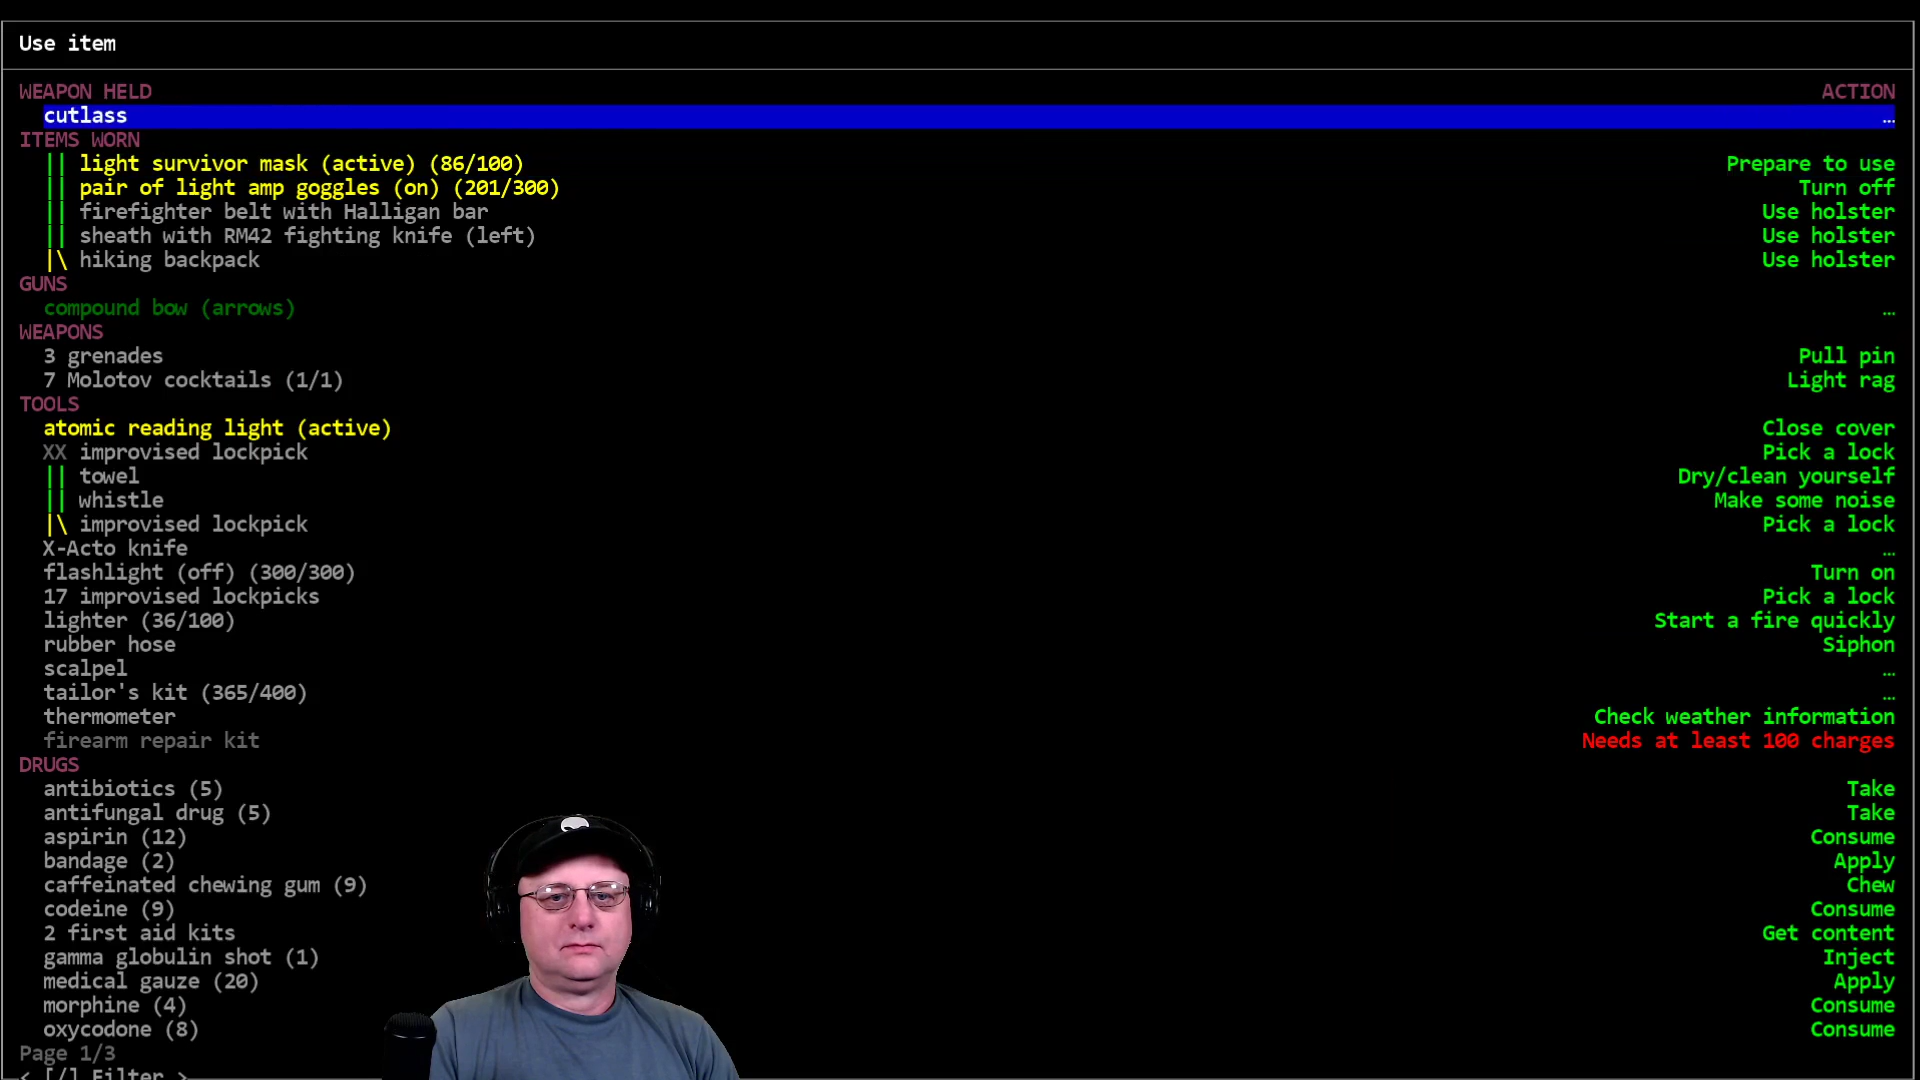 Use item
WEAPON HELD ACTION
cutlass …
ITEMS WORN
|| light survivor mask (active) (86/100) Prepare to use
|| pair of light amp goggles (on) (201/300) Turn off
|| firefighter belt with Halligan bar Use holster
|| sheath with RM42 fighting knife (left) Use holster
|\ hiking backpack Use holster
GUNS
compound bow (arrows) …
WEAPONS
3 grenades Pull pin
7 Molotov cocktails (1/1) Light rag
TOOLS
atomic reading light (active) Close cover
XX improvised lockpick Pick a lock
|| towel Dry/clean yourself
|| whistle Make some noise
|\ improvised lockpick Pick a lock
X-Acto knife …
flashlight (off) (300/300) Turn on
17 improvised lockpicks Pick a lock
lighter (36/100) Start a fire quickly
rubber hose Siphon
scalpel …
tailor's kit (365/400) …
thermometer Check weather information
firearm repair kit Needs at least 100 charges
DRUGS
antibiotics (5) Take
antifungal drug (5) Take
aspirin (12) Consume
bandage (2) Apply
caffeinated chewing gum (9) Chew
codeine (9) Consume
2 first aid kits Get content
gamma globulin shot (1) Inject
medical gauze (20) Apply
morphine (4) Consume
oxycodone (8) Consume
Page 1/3
< [/] Filter >